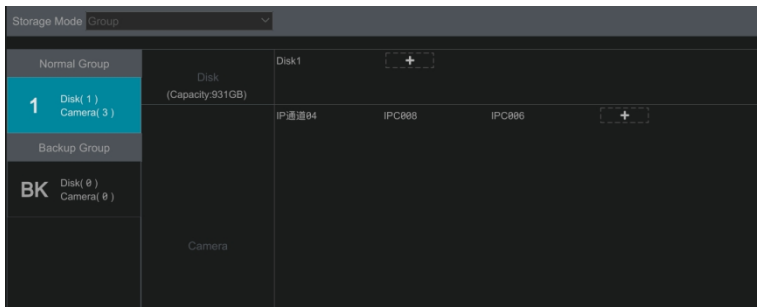 Storage Mode Group
Normal Group
1
Disk( 1 )
Camera( 3 )
Backup Group
BK
Disk( 0 )
Camera( 0 )
Disk
(Capacity:931GB)
Disk1 +
Camera
IP通道04 IPC008 IPC006 +